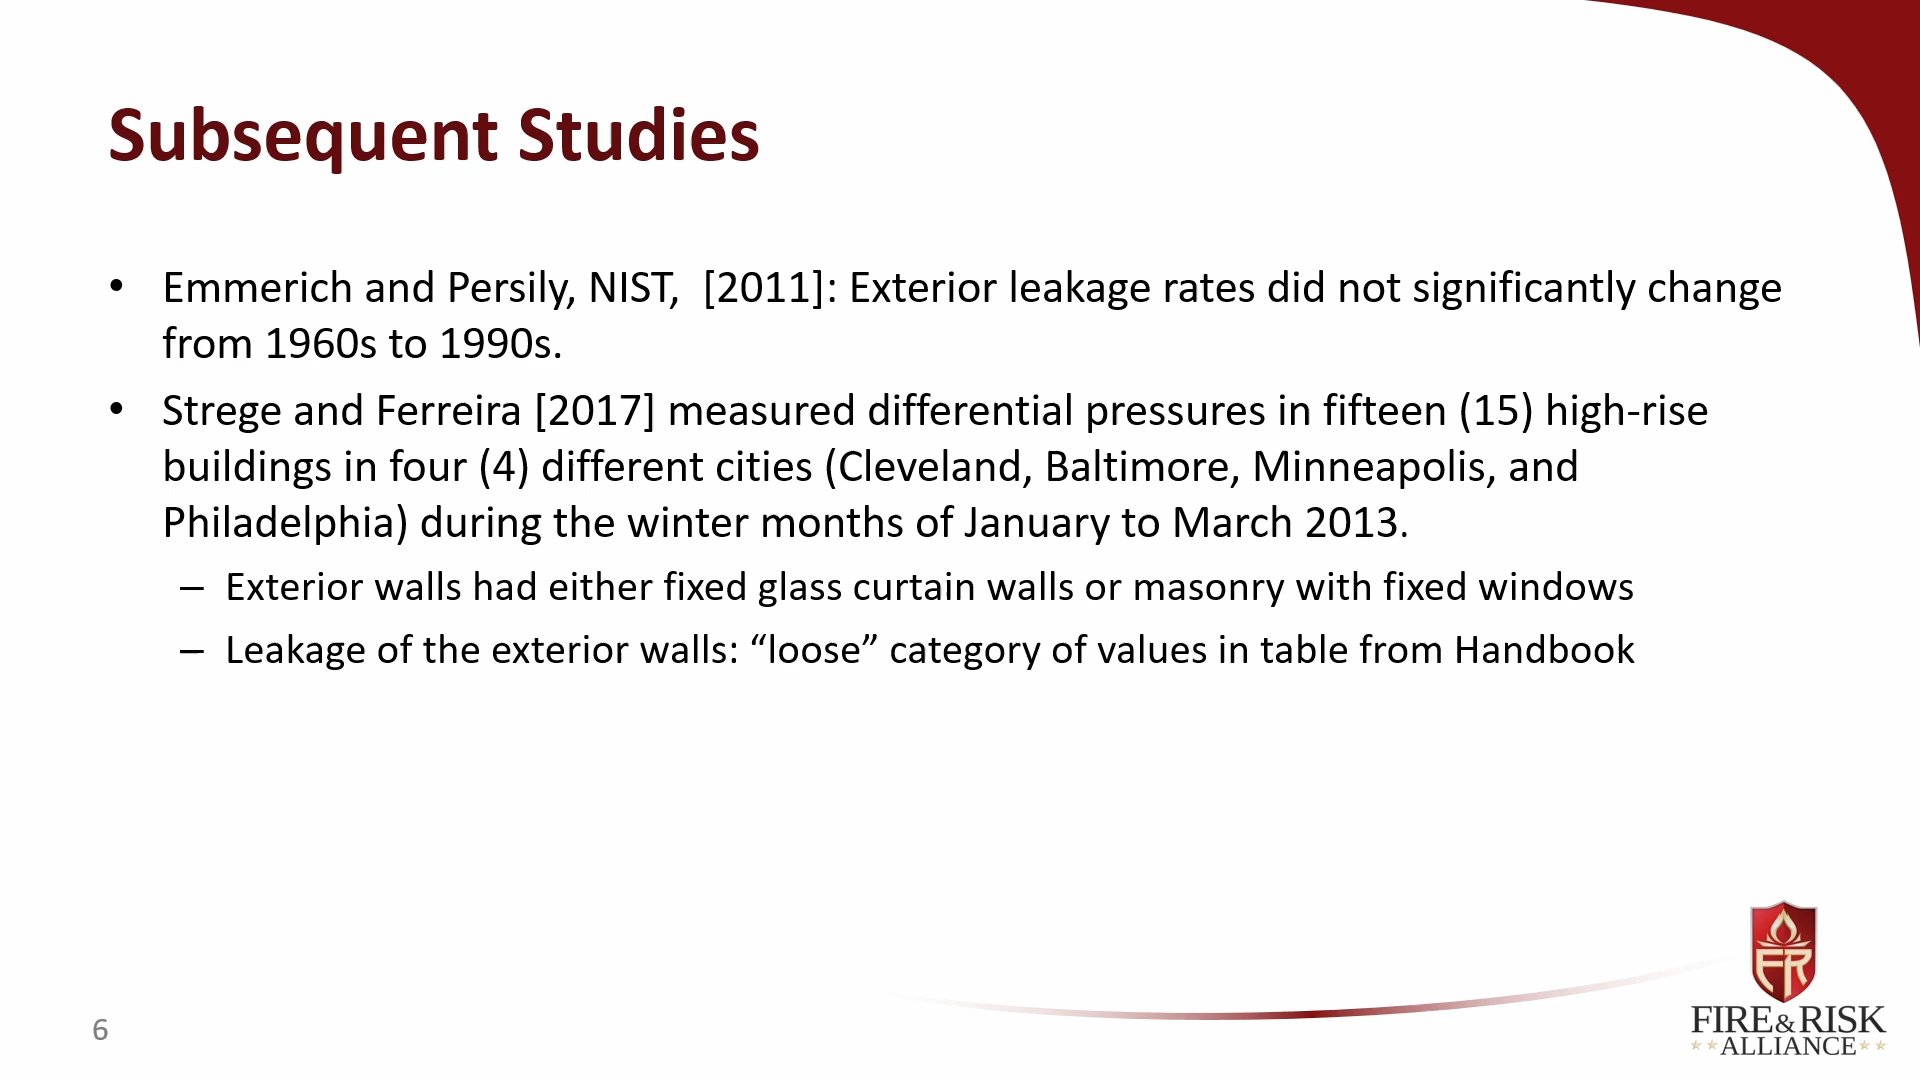 Subsequent Studies
• Emmerich and Persily, NIST,  [2011]: Exterior leakage rates did not significantly change
from 1960s to 1990s.
• Strege and Ferreira [2017] measured differential pressures in fifteen (15) high-rise
buildings in four (4) different cities (Cleveland, Baltimore, Minneapolis, and
Philadelphia) during the winter months of January to March 2013.
– Exterior walls had either fixed glass curtain walls or masonry with fixed windows
– Leakage of the exterior walls: “loose” category of values in table from Handbook
6
FR
FIRE & RISK
ALLIANCE